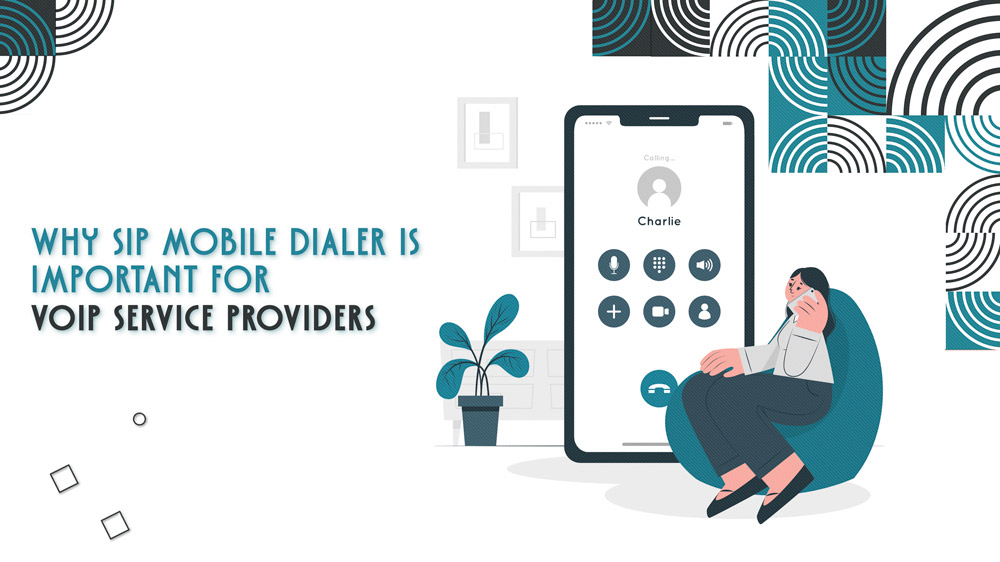 WHY SIP MOBILE DIALER IS
IMPORTANT FOR
VOIP SERVICE PROVIDERS
Calling...
Charlie